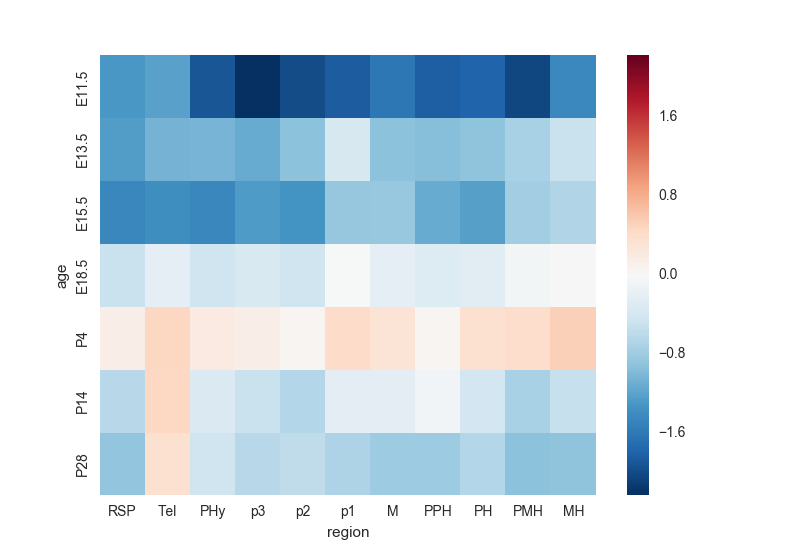 E11.5
E13.5
E15.5
E18.5
P4
P14
P28
age
RSP Tel PHy p3 p2 p1 M PPH PH PMH MH
region
1.6
0.8
0.0
−0.8
−1.6